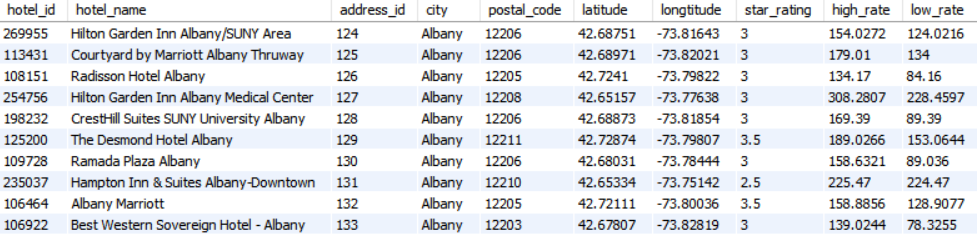 hotel_id hotel_name address_id city postal_code latitude longtitude star_rating high_rate low_rate
269955 Hilton Garden Inn Albany/SUNY Area 124 Albany 12206 42.68751 -73.81643 3 154.0272 124.0216
113431 Courtyard by Marriott Albany Thruway 125 Albany 12206 42.68971 -73.82021 3 179.01 134
108151 Radisson Hotel Albany 126 Albany 12205 42.7241 -73.79822 3 134.17 84.16
254756 Hilton Garden Inn Albany Medical Center 127 Albany 12208 42.65157 -73.77638 3 308.2807 228.4597
198232 CrestHill Suites SUNY University Albany 128 Albany 12206 42.68873 -73.81854 3 169.39 89.39
125200 The Desmond Hotel Albany 129 Albany 12211 42.72874 -73.79807 3.5 189.0266 153.0644
109728 Ramada Plaza Albany 130 Albany 12206 42.68031 -73.78444 3 158.6321 89.036
235037 Hampton Inn & Suites Albany-Downtown 131 Albany 12210 42.65334 -73.75142 2.5 225.47 224.47
106464 Albany Marriott 132 Albany 12205 42.72111 -73.80036 3.5 158.8856 128.9077
106922 Best Western Sovereign Hotel - Albany 133 Albany 12203 42.67807 -73.82819 3 139.0244 78.3255